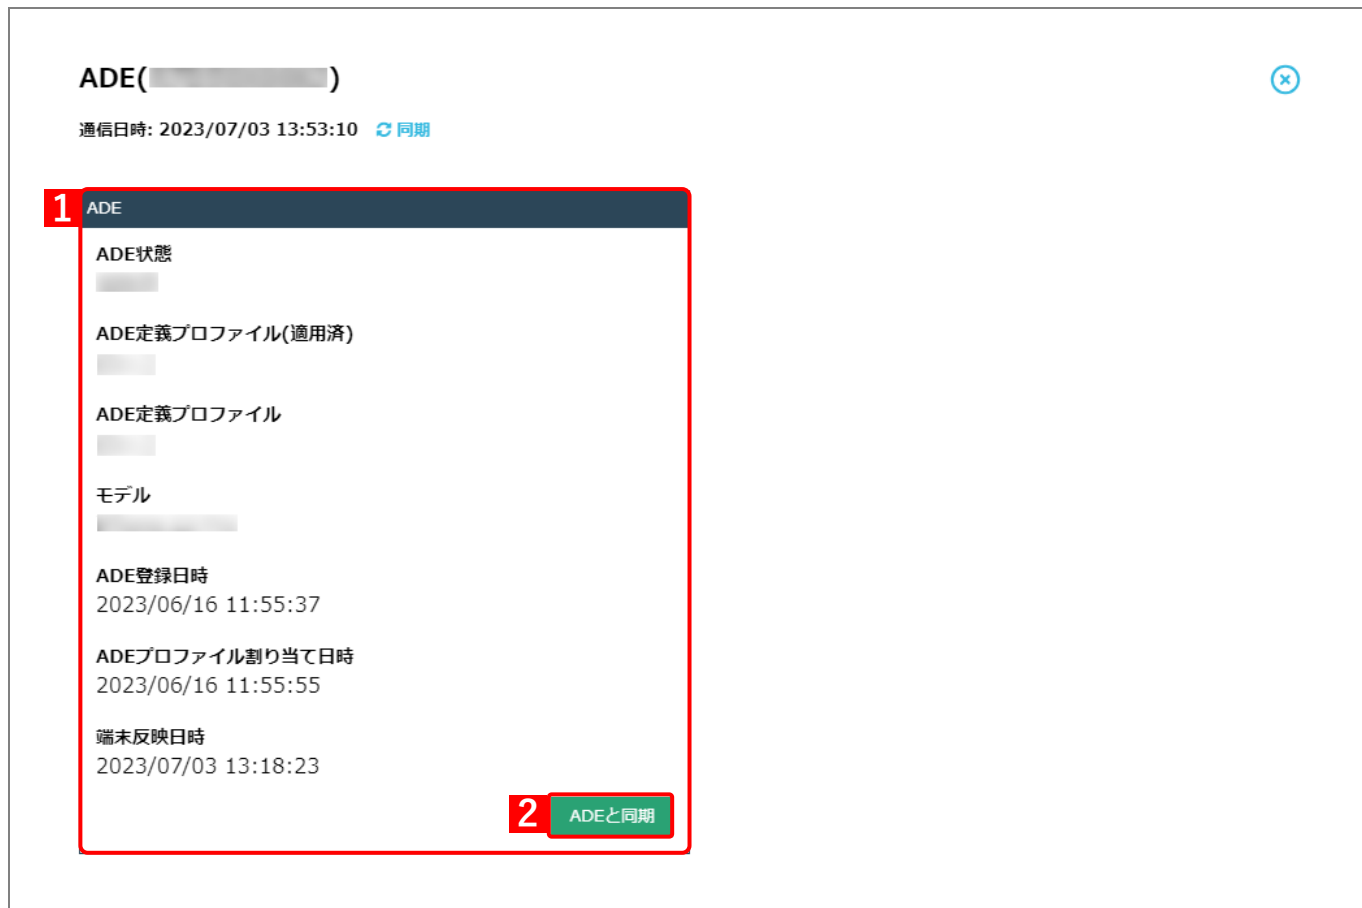 ADE( )
通信日時: 2023/07/03 13:53:10 同期
1 ADE
ADE状態
ADE定義プロファイル(適用済)
ADE定義プロファイル
モデル
ADE登録日時
2023/06/16 11:55:37
ADEプロファイル割り当て日時
2023/06/16 11:55:55
端末反映日時
2023/07/03 13:18:23
2 ADEと同期